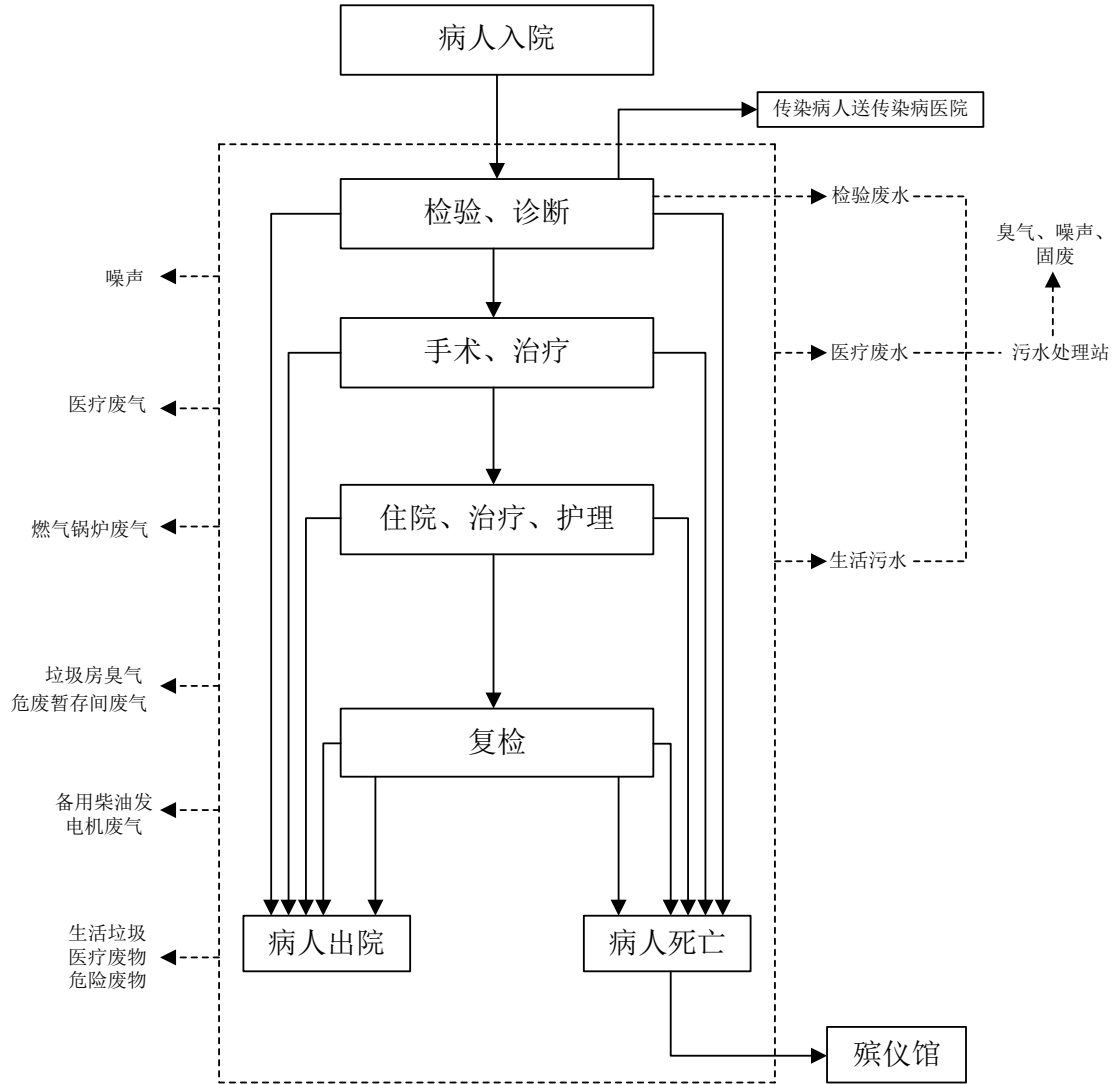 病人入院
传染病人送传染病医院
检验、诊断
检验废水
臭气、噪声、
固废
噪声
手术、治疗
医疗废水
污水处理站
医疗废气
住院、治疗、护理
燃气锅炉废气
生活污水
垃圾房臭气
危废暂存间废气
复检
备用柴油发
电机废气
病人出院
病人死亡
生活垃圾
医疗废物
危险废物
殡仪馆